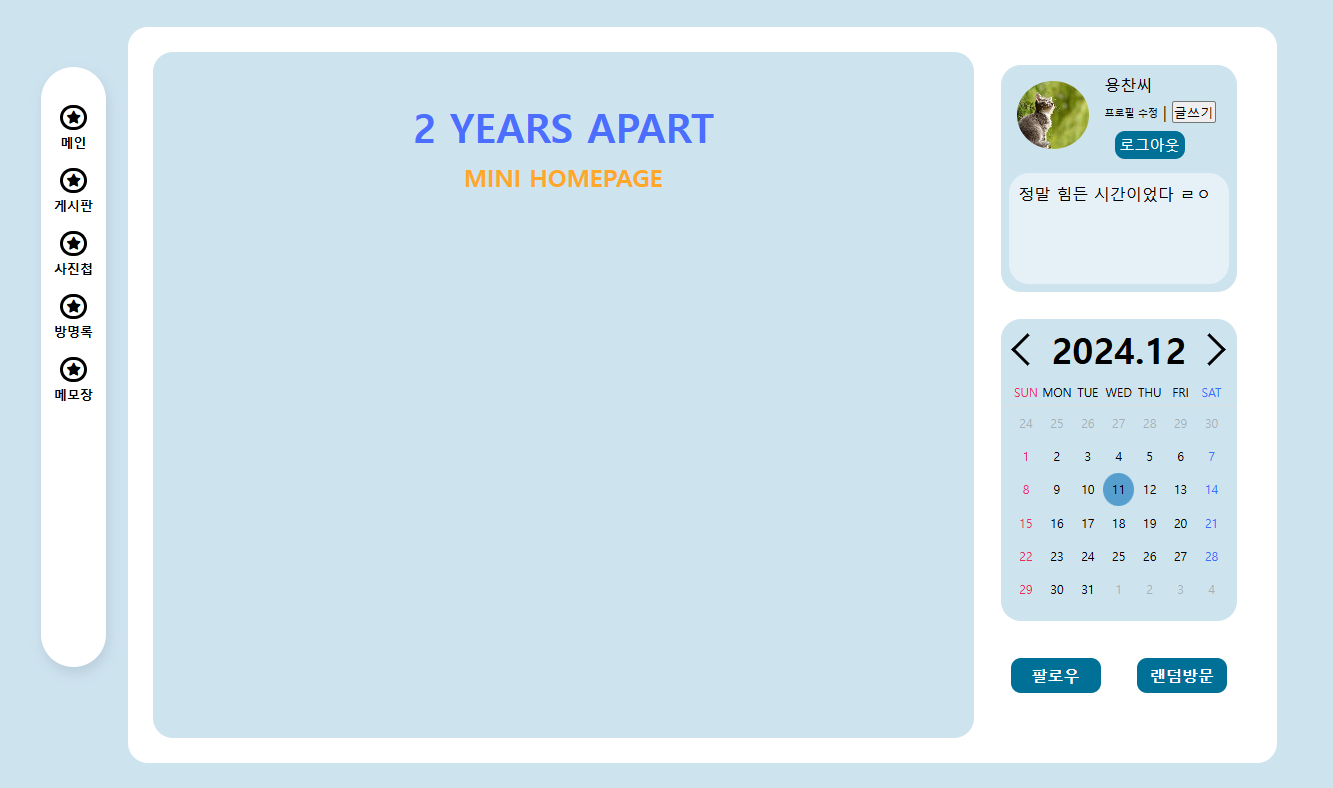 메인
게시판
사진첩
방명록
메모장
2 YEARS APART
MINI HOMEPAGE
용찬씨
프로필 수정 | 글쓰기
로그아웃
정말 힘든 시간이었다 ㄹㅇ
2024.12
SUN MON TUE WED THU FRI SAT
24 25 26 27 28 29 30
1 2 3 4 5 6 7
8 9 10 11 12 13 14
15 16 17 18 19 20 21
22 23 24 25 26 27 28
29 30 31 1 2 3 4
팔로우 랜덤방문